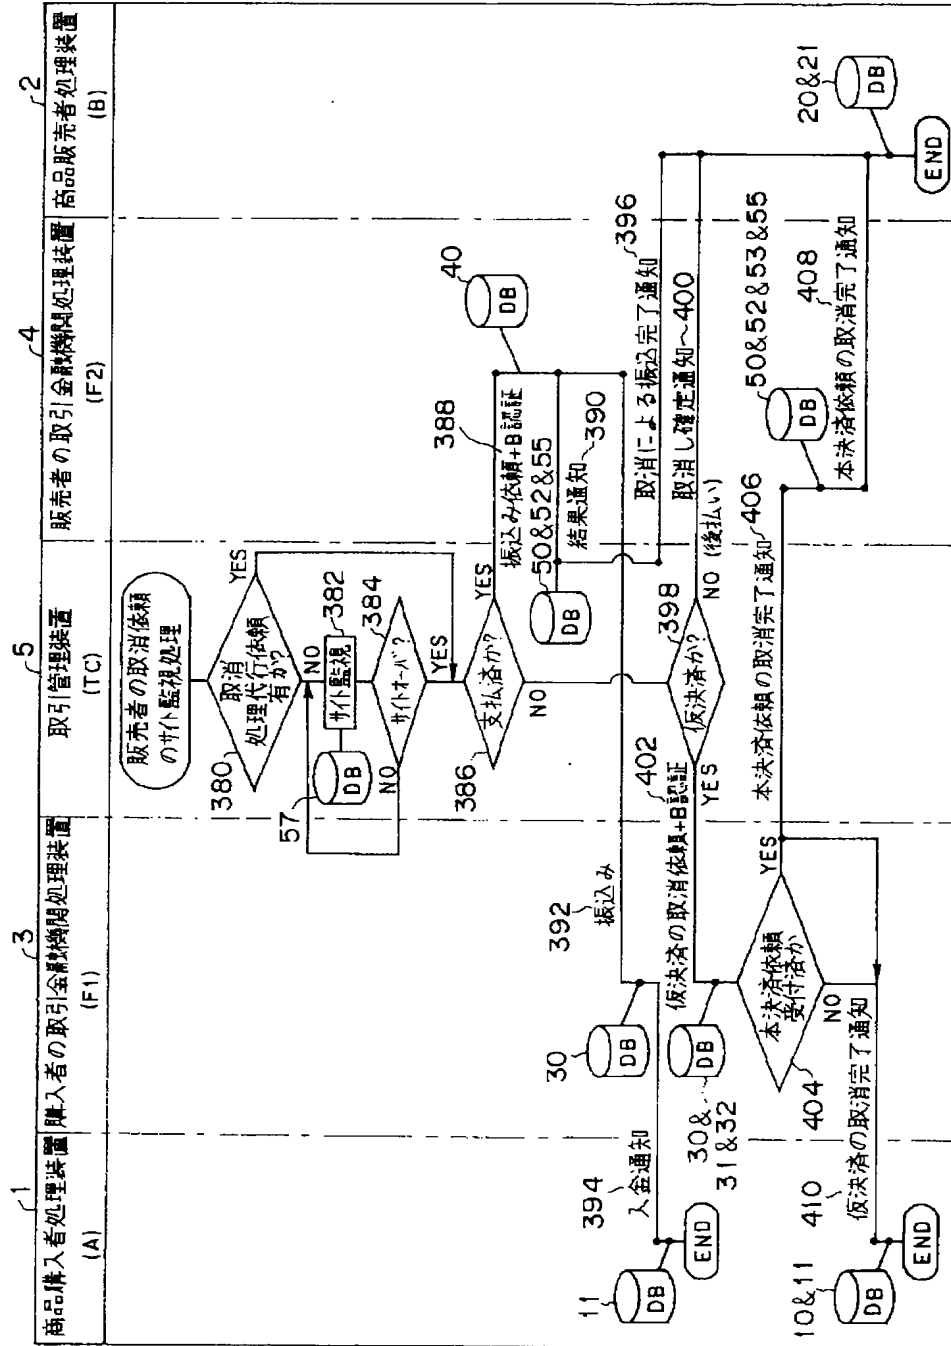 1
商品購入者処理装置
(A)
3
購入者の取引金融機関処理装置
(F1)
5
取引管理装置
(TC)
4
販売者の取引金融機関処理装置
(F2)
2
商品販売者処理装置
(B)
販売者の取消依頼
のサイト監視処理
380
取消
処理代行依頼
有か?
YES
NO
57
DB
サイト監視
382
サイトオーバ?
384
NO
YES
386
支払済か?
YES
NO
388
振込み依頼+B認証
40
DB
50&52&55
DB
結果通知
390
392
振込み
30
DB
394
入金通知
11
DB
END
取消による振込完了通知
396
398
仮決済か?
NO (後払い)
YES
取消し確定通知~400
402
仮決済の取消依頼+B認証
30&
31&32
DB
404
本決済依頼
受付済か
YES
NO
本決済依頼の取消完了通知
406
50&52&53&55
DB
408
本決済依頼の取消完了通知
20&21
DB
END
410
仮決済の取消完了通知
10&11
DB
END